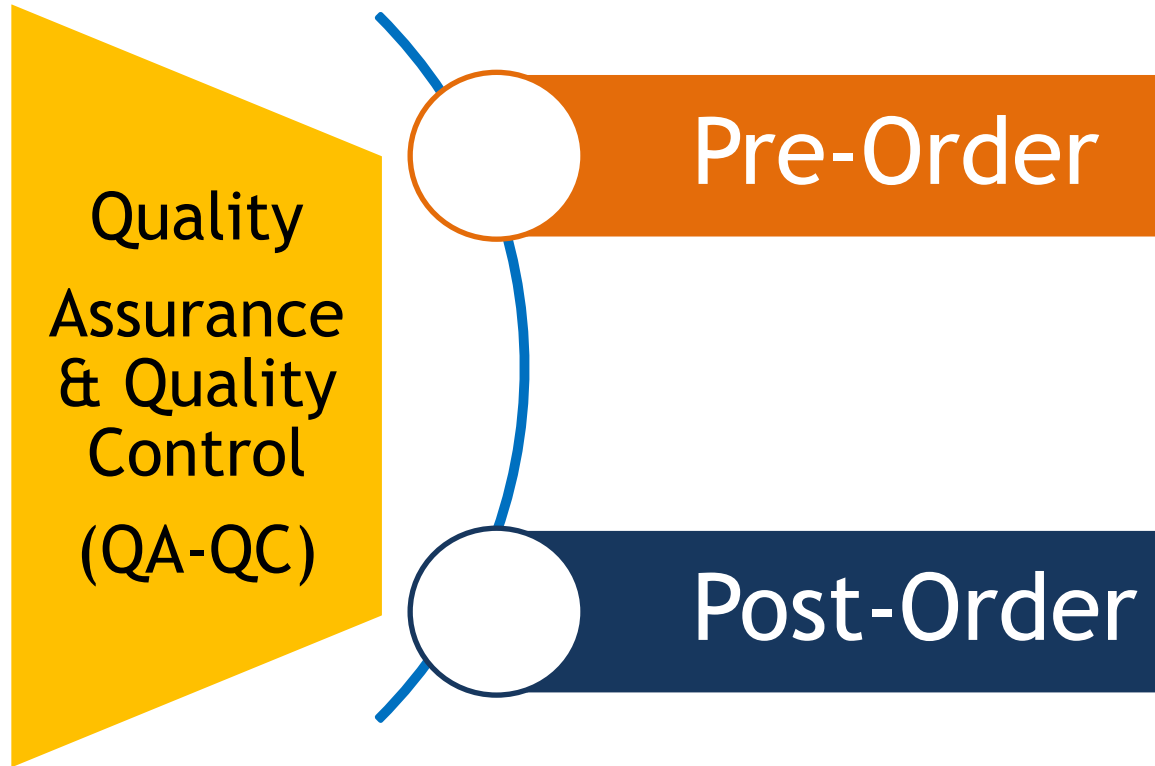 Quality
Assurance
& Quality
Control
(QA-QC)
Pre-Order
Post-Order